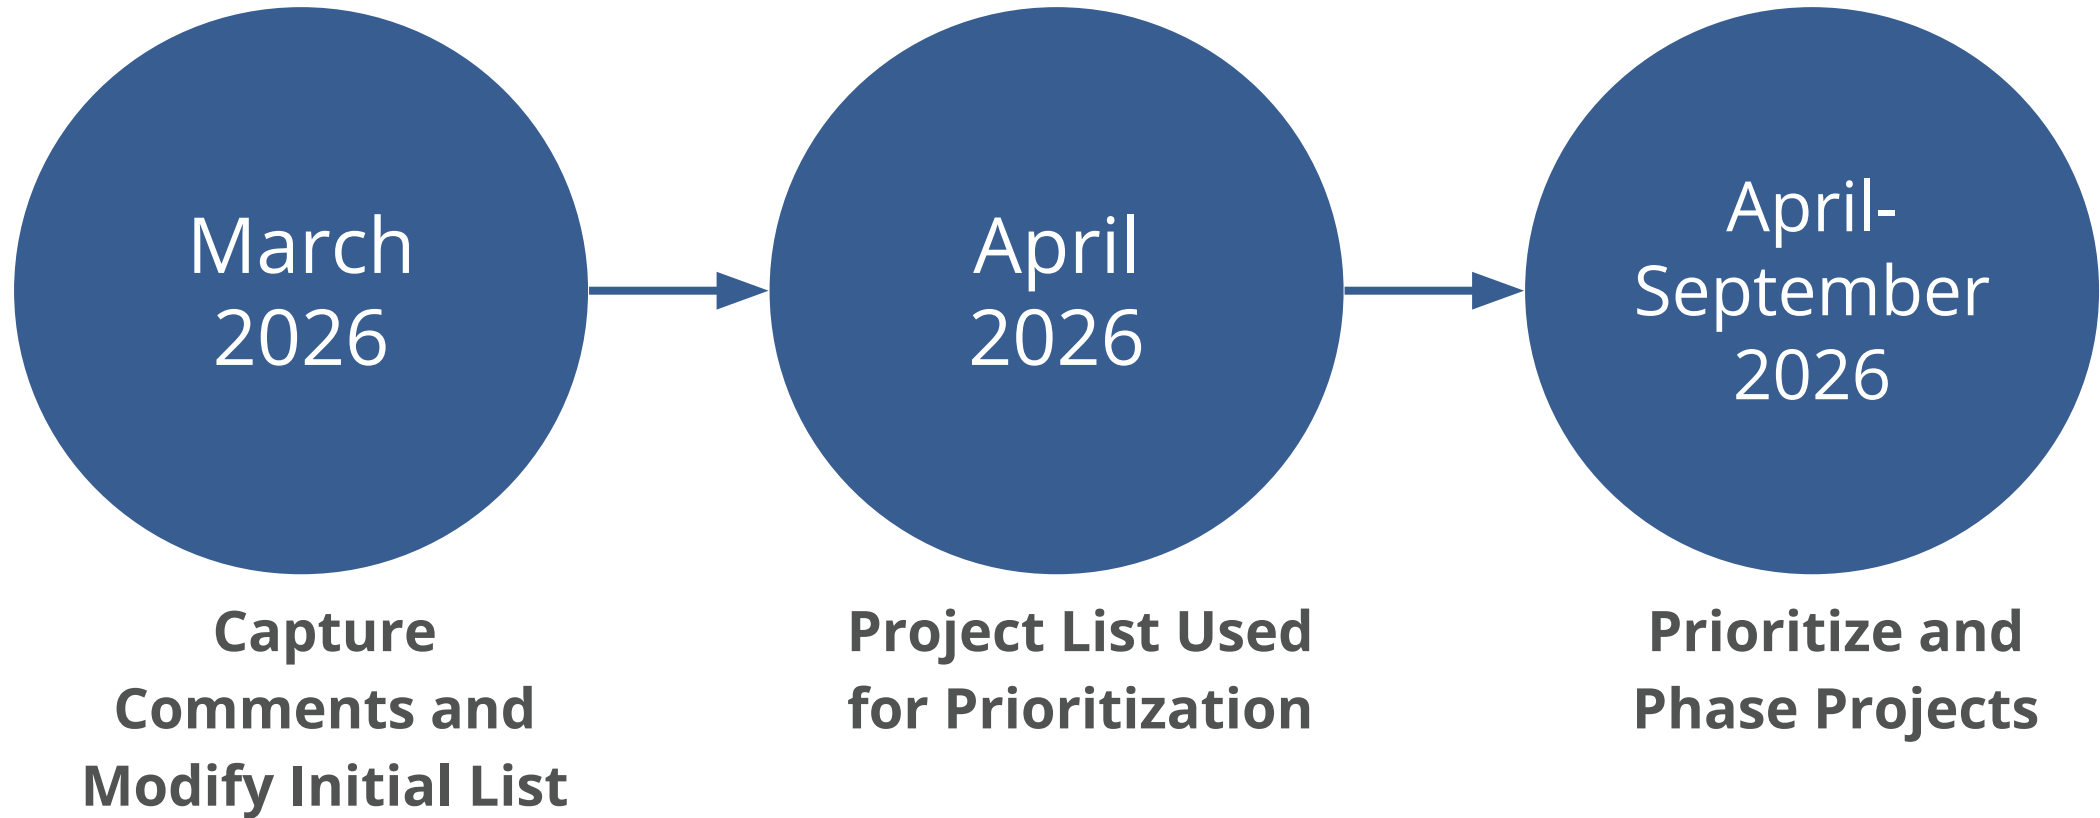 March
2026
Capture
Comments and
Modify Initial List
April
2026
Project List Used
for Prioritization
April-
September
2026
Prioritize and
Phase Projects